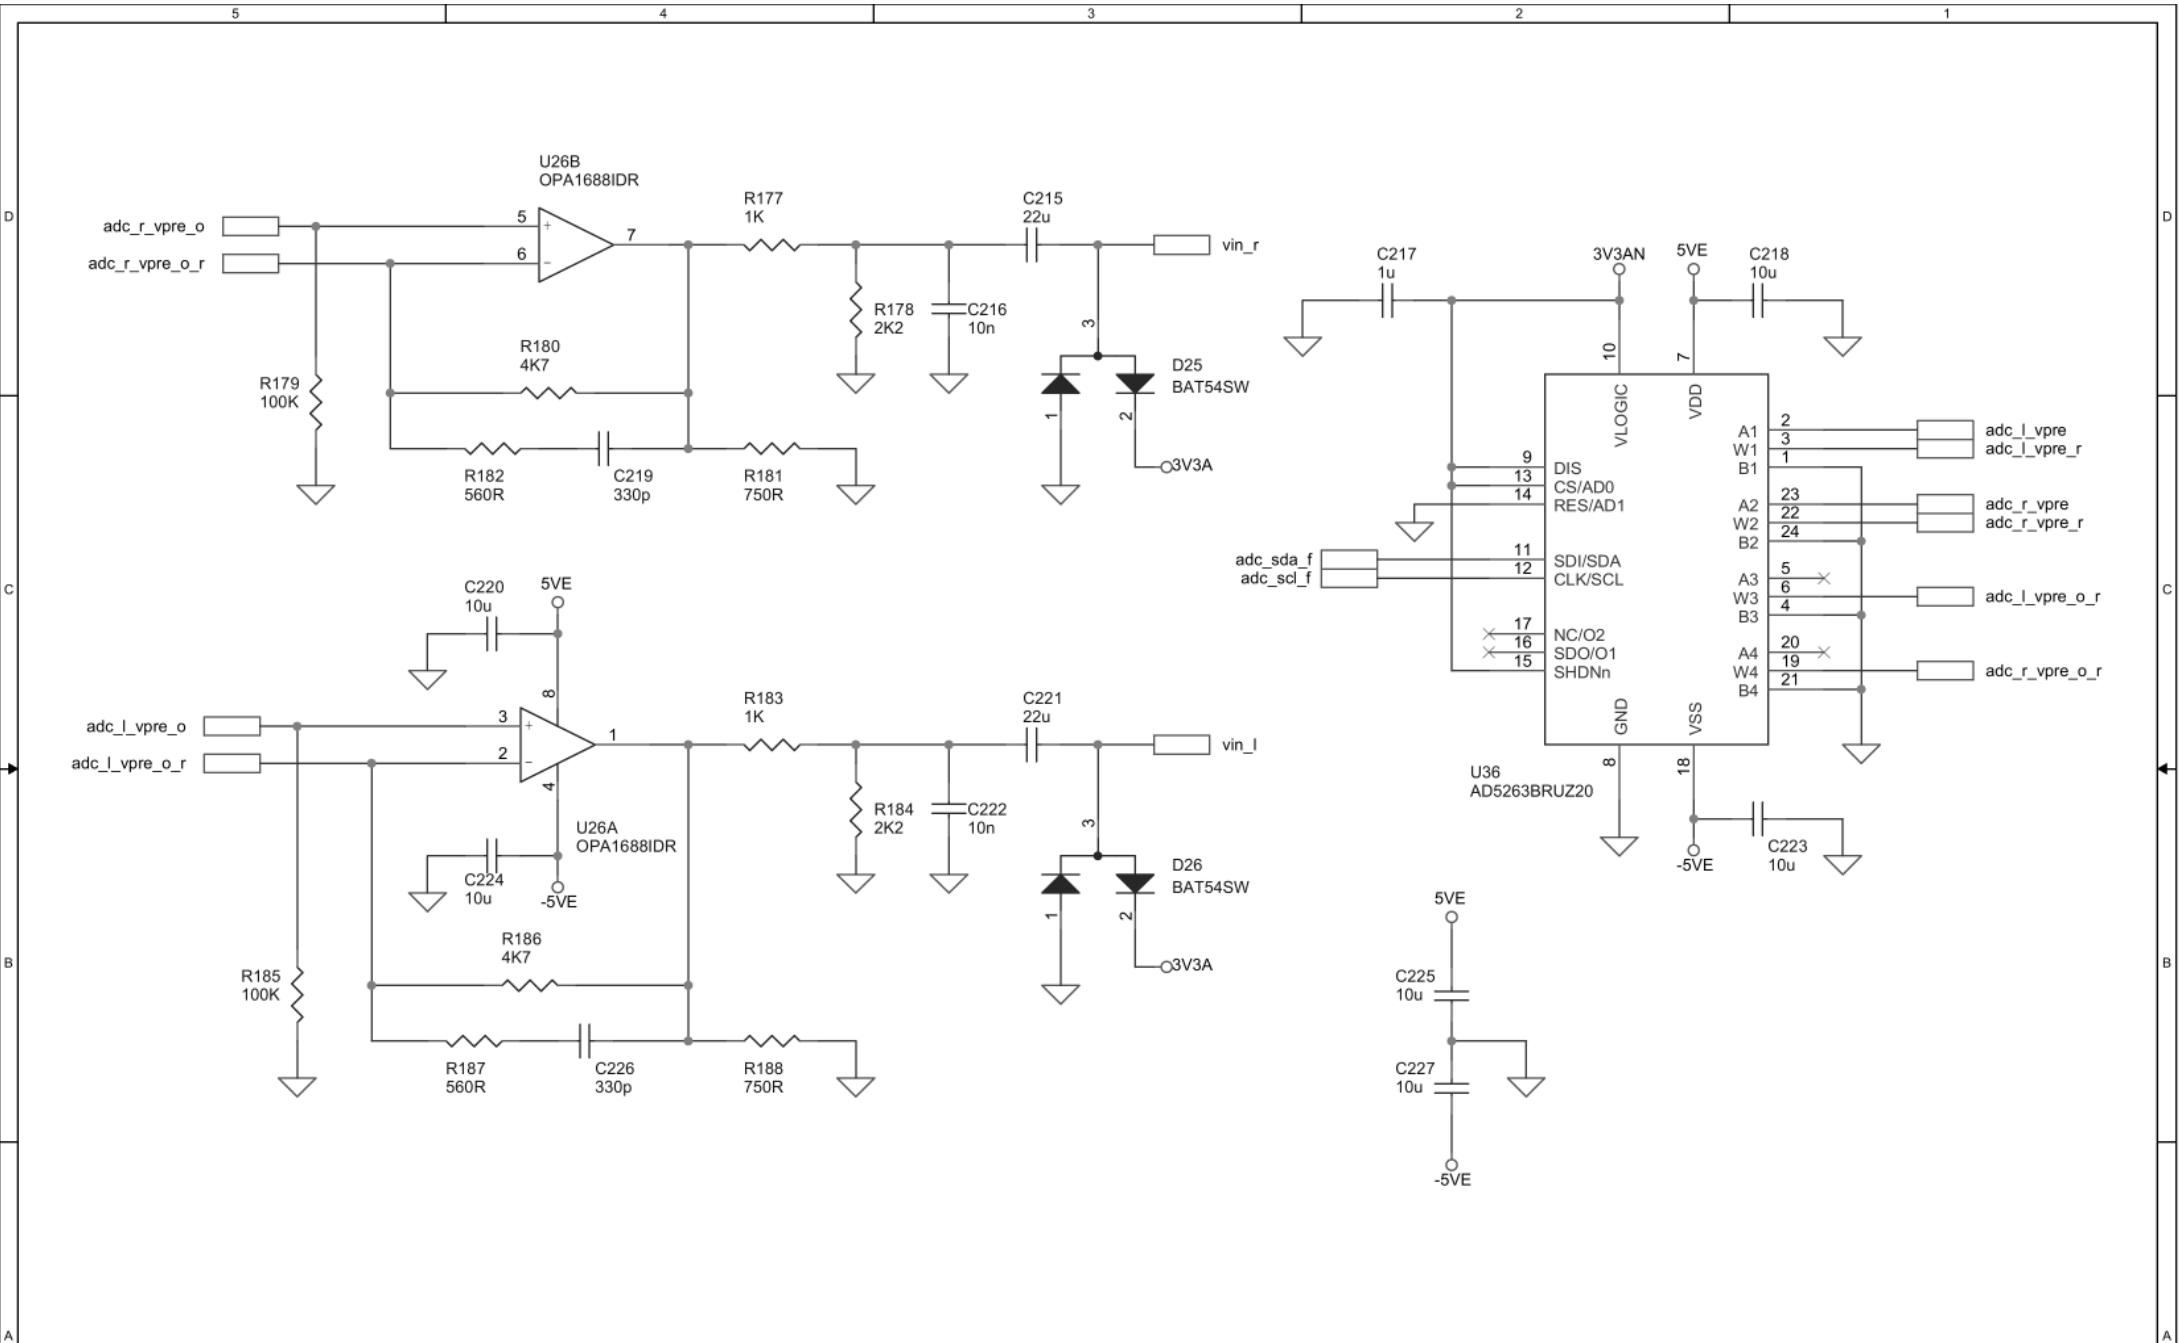 5 4 3 2 1
D
D
C
C
B
B
A
A
U26B
OPA1688IDR
adc_r_vpre_o
adc_r_vpre_o_r
5
+
6
−
7
R177
1K
C215
22u
vin_r
R178
2K2
C216
10n
3
D25
BAT54SW
1
2
3V3A
R180
4K7
R179
100K
R182
560R
C219
330p
R181
750R
C220
10u
5VE
8
adc_l_vpre_o
adc_l_vpre_o_r
3
+
2
−
1
4
U26A
OPA1688IDR
C224
10u
-5VE
R183
1K
C221
22u
vin_l
R184
2K2
C222
10n
3
D26
BAT54SW
1
2
3V3A
R186
4K7
R185
100K
R187
560R
C226
330p
R188
750R
C217
1u
3V3AN
5VE
C218
10u
10
7
VLOGIC
VDD
9 DIS
13 CS/AD0
14 RES/AD1
adc_sda_f
adc_scl_f
11 SDI/SDA
12 CLK/SCL
17 NC/O2
16 SDO/O1
15 SHDNn
A1 2 adc_l_vpre
W1 3 adc_l_vpre_r
B1 1
A2 23 adc_r_vpre
W2 22 adc_r_vpre_r
B2 24
A3 5
W3 6 adc_l_vpre_o_r
B3 4
A4 20
W4 19 adc_r_vpre_o_r
B4 21
GND
VSS
8
18
U36
AD5263BRUZ20
-5VE
C223
10u
5VE
C225
10u
C227
10u
-5VE